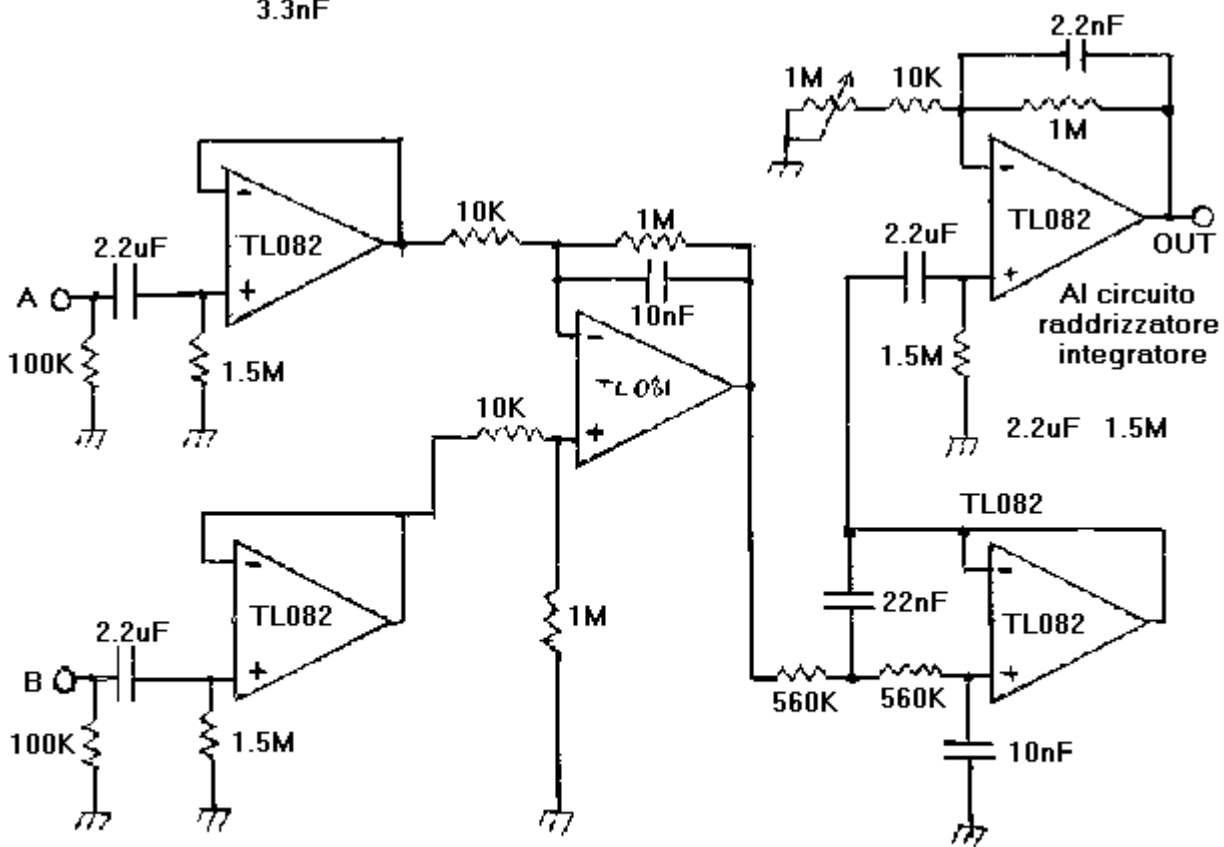 3.3nF
2.2nF
1M
10K
1M
-
TL082
+
2.2uF
A
100K
1.5M
10K
1M
10nF
-
TL081
+
10K
1M
-
TL082
+
2.2uF
OUT
1.5M
Al circuito
raddrizzatore
integratore
2.2uF 1.5M
-
TL082
+
2.2uF
B
100K
1.5M
TL082
22nF
-
TL082
+
560K
560K
10nF